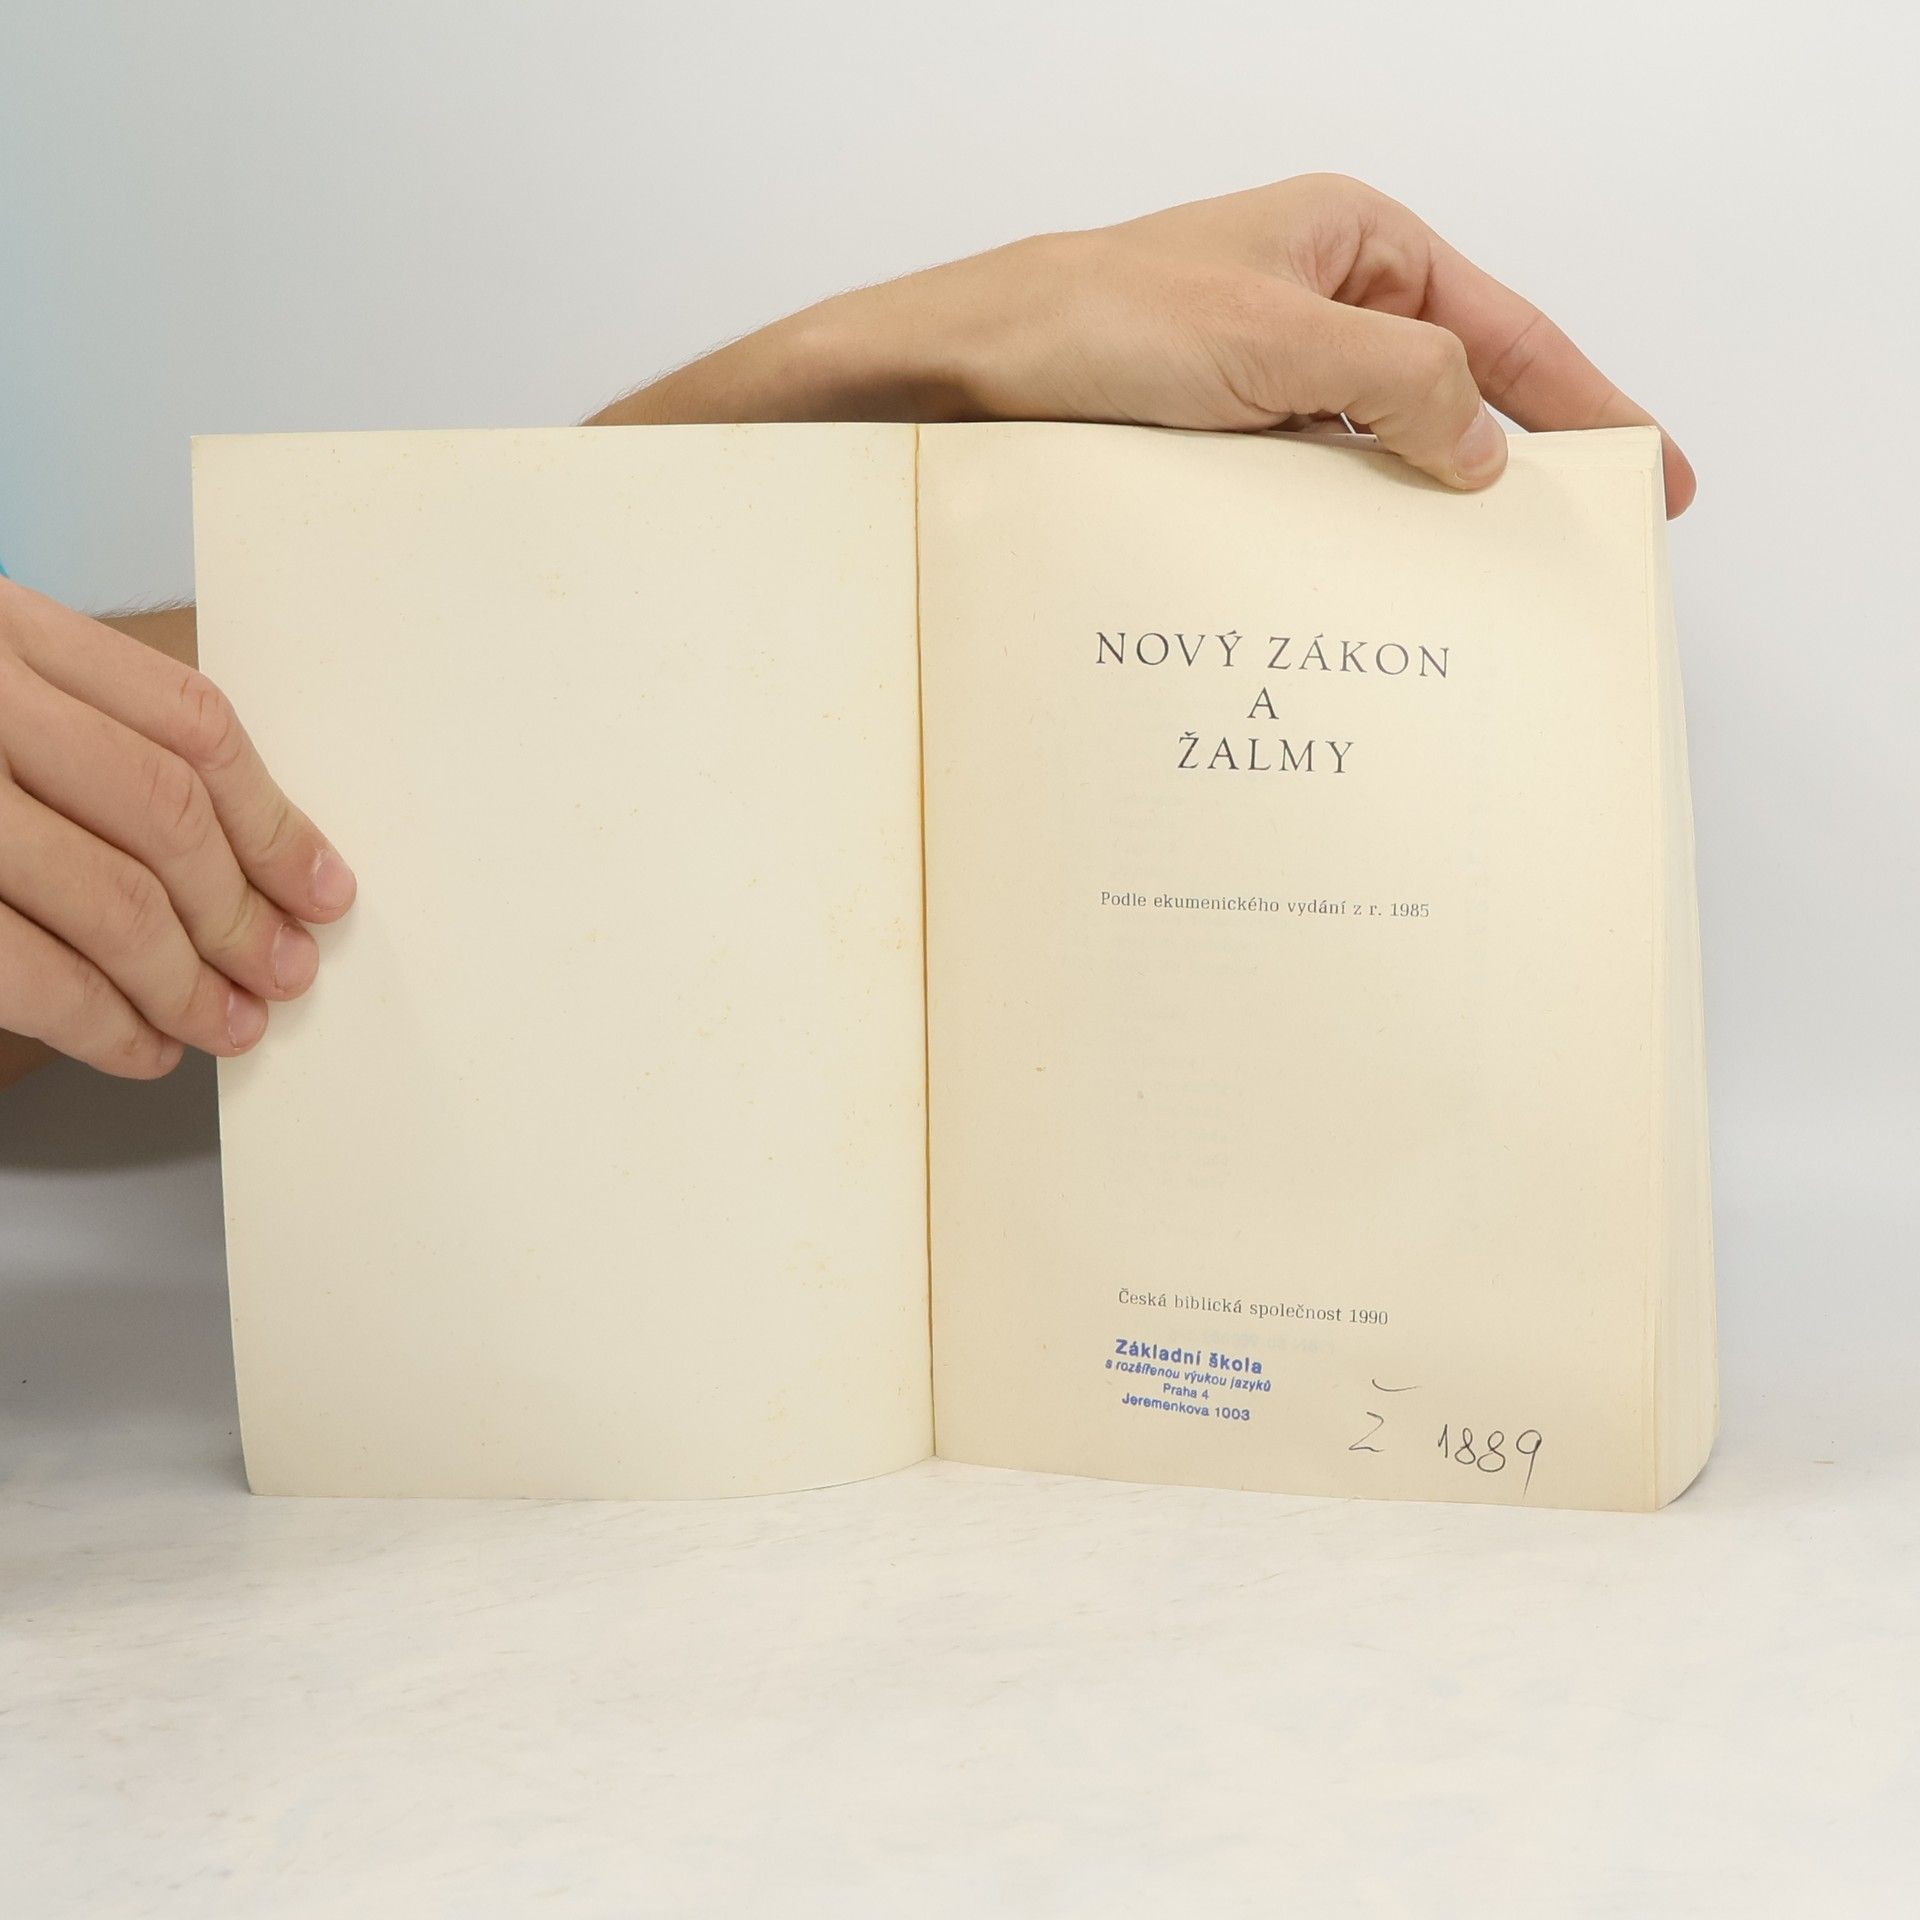 NOVÝ ZÁKON
A
ŽALMY
Podle ekumenického vydání z r. 1985
Česká biblická společnost 1990
Základní škola
s rozšířenou výukou jazyků
Praha 4
Jeremenkova 1003
Ž 1889